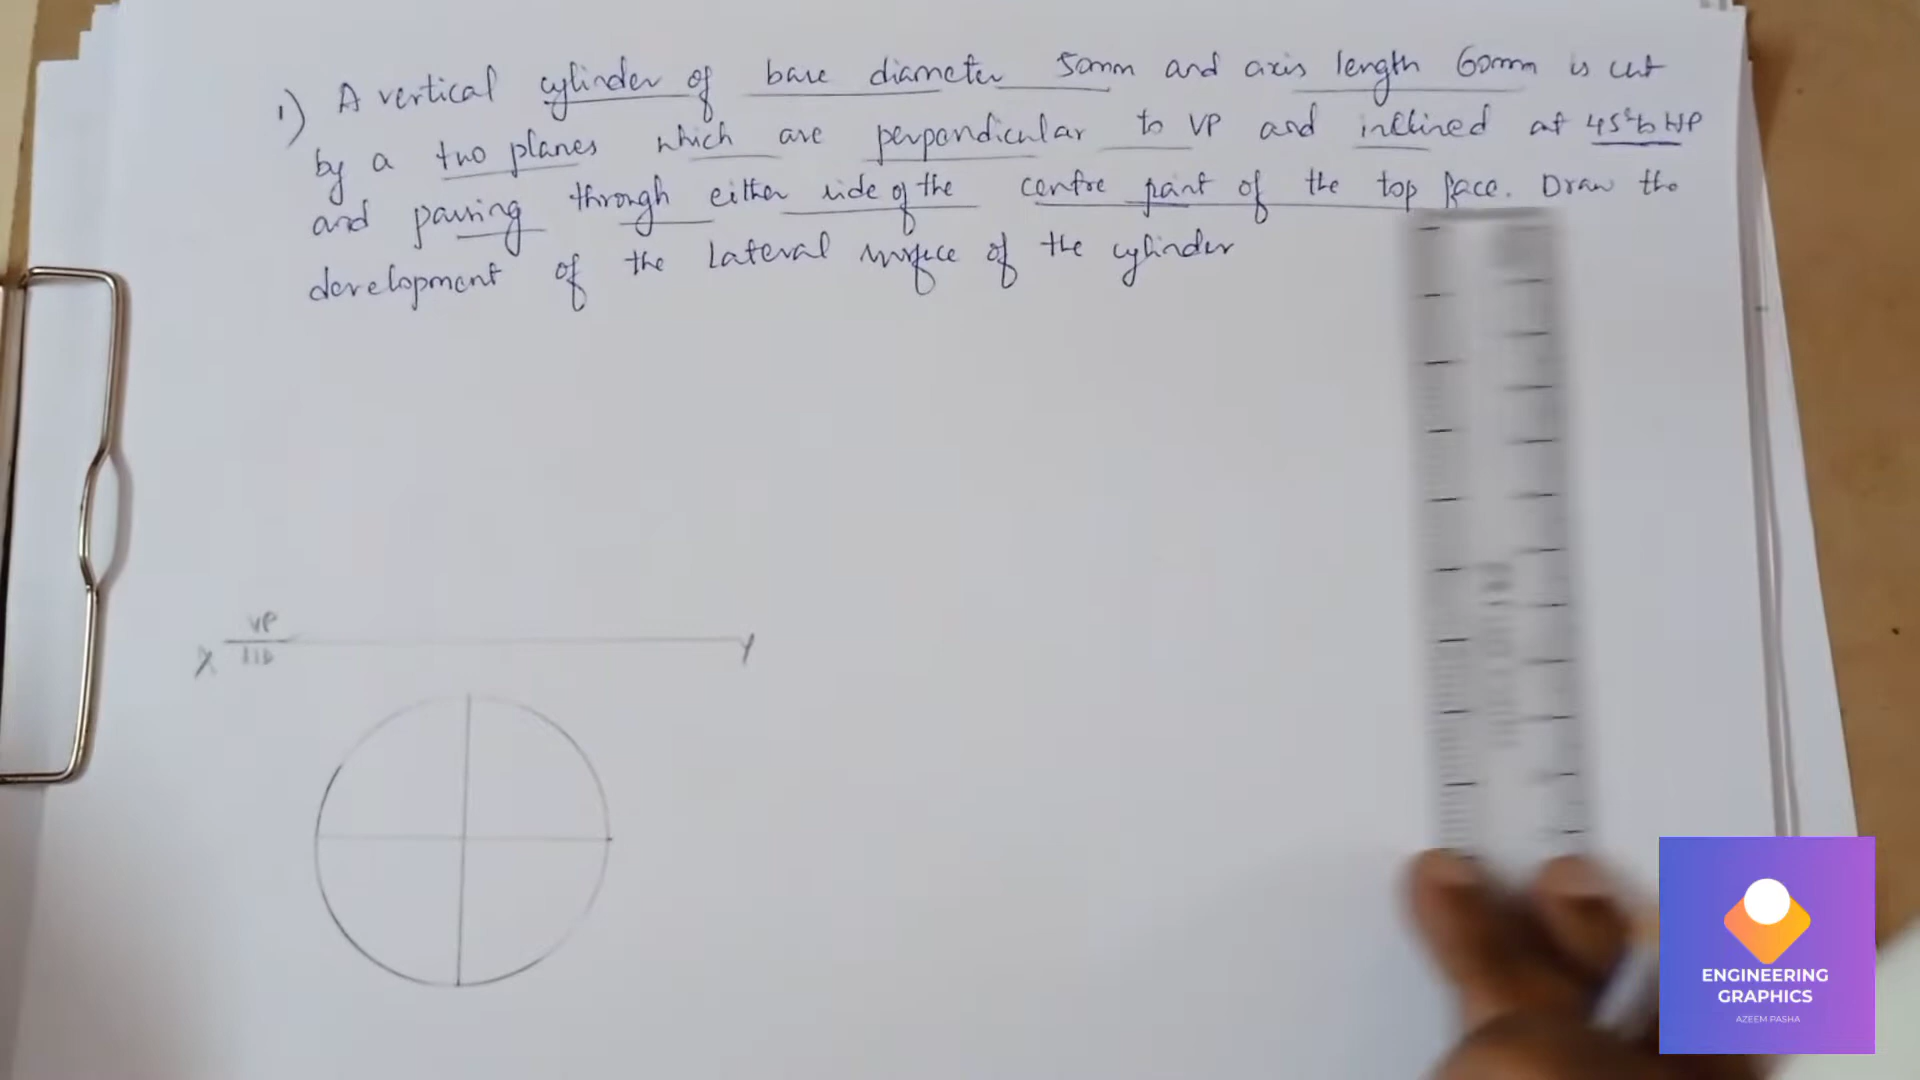 1) A vertical cylinder of base diameter 50mm and axis length 60mm is cut
by a two planes which are perpendicular to VP and inclined at 45° to HP
and passing through either side of the centre point of the top face. Draw the
development of the Lateral surface of the cylinder
VP
X HP Y
ENGINEERING
GRAPHICS
AZEEM PASHA